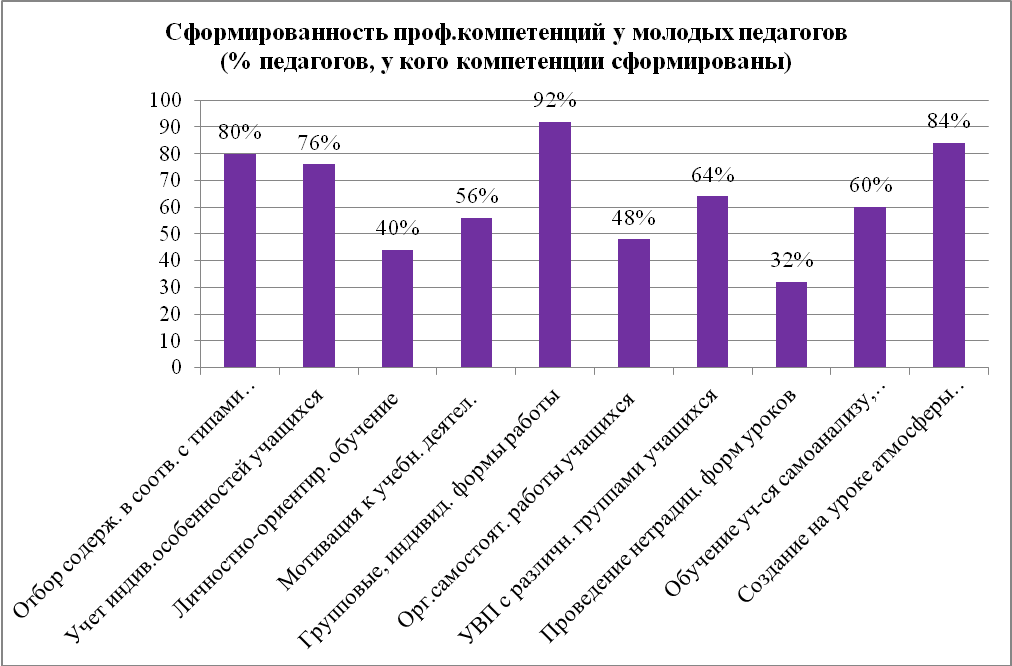 Сформированность проф.компетенций у молодых педагогов
(% педагогов, у кого компетенции сформированы)
100
90
80
70
60
50
40
30
20
10
0
80%
76%
40%
56%
92%
48%
64%
32%
60%
84%
Отбор содерж. в соотв. с типами..
Учет индив.особенностей учащихся
Личностно-ориентир. обучение
Мотивация к учебн. деятел.
Групповые, индивид. формы работы
Орг.самостоят. работы учащихся
УВП с различн. группами учащихся
Проведение нетрадиц. форм уроков
Обучение уч-ся самоанализу,..
Создание на уроке атмосферы..